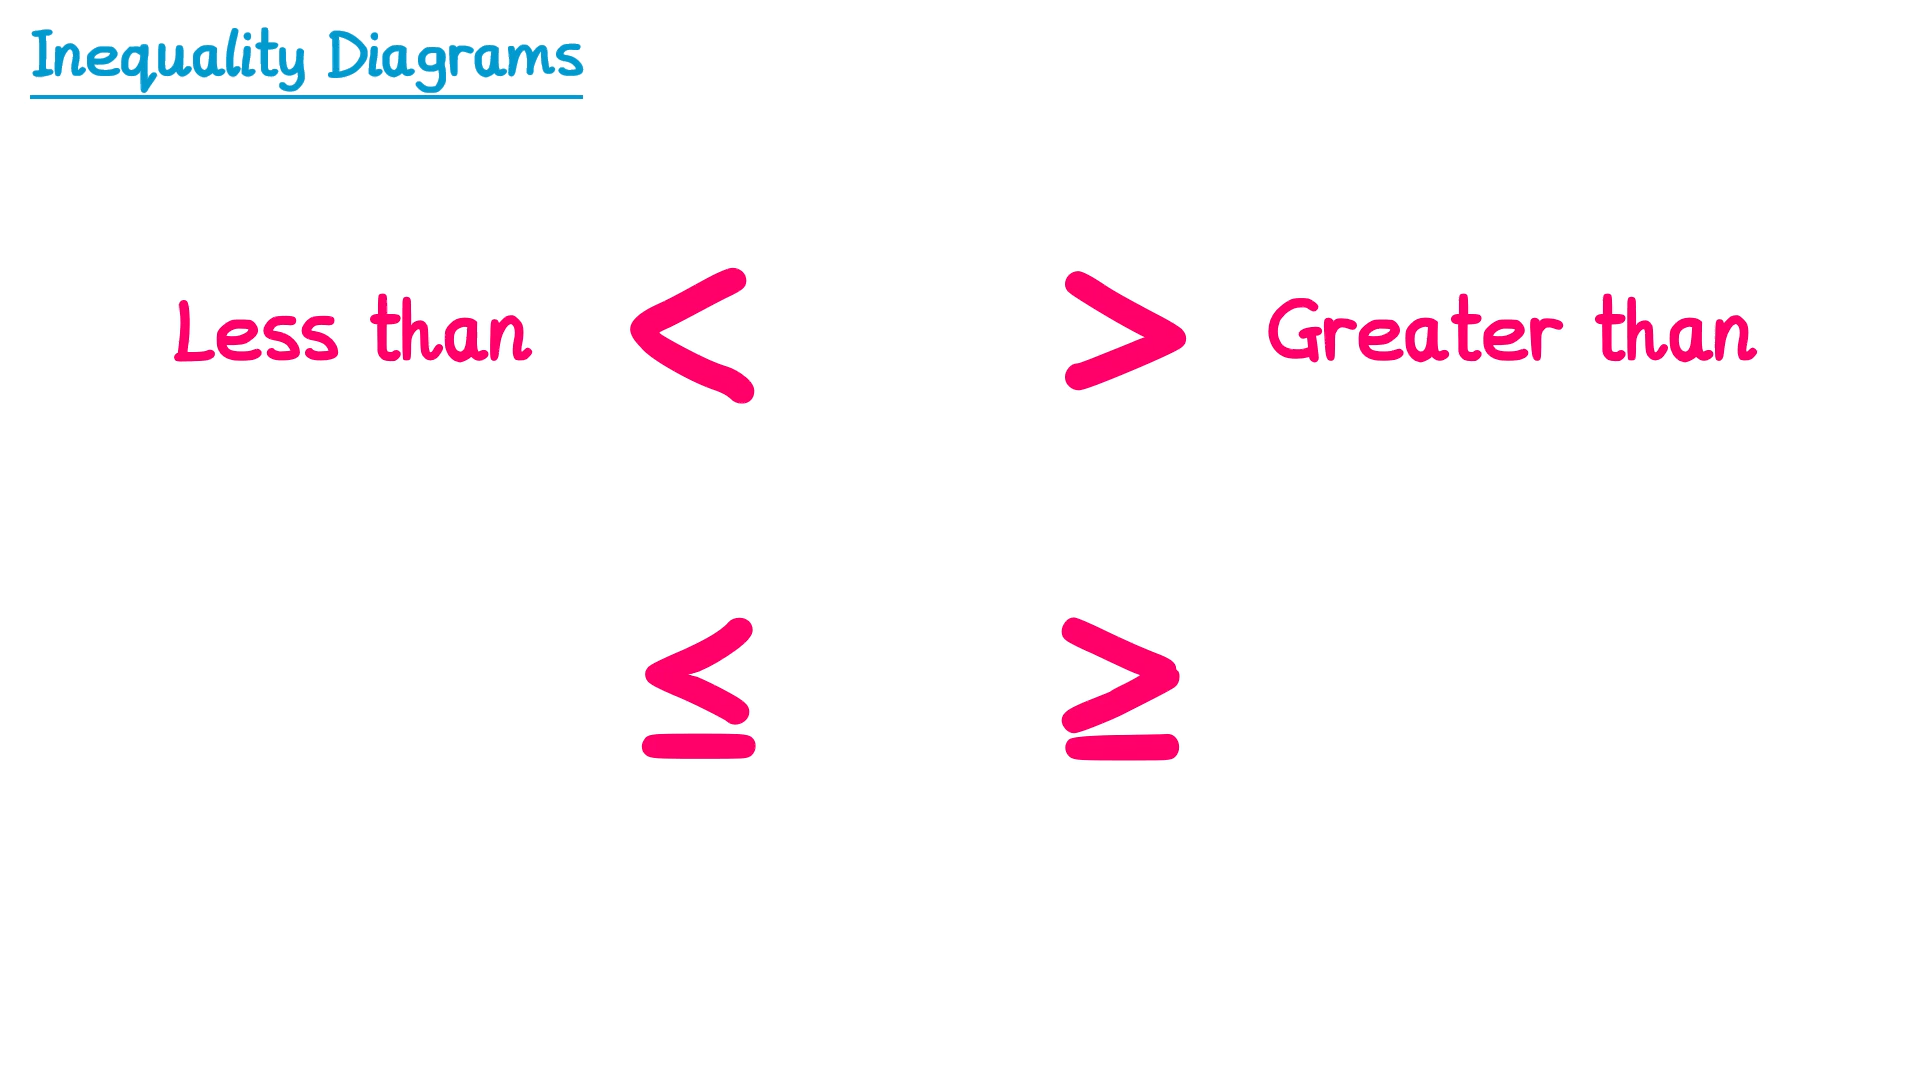 Inequality Diagrams
Less than < > Greater than
≤ ≥